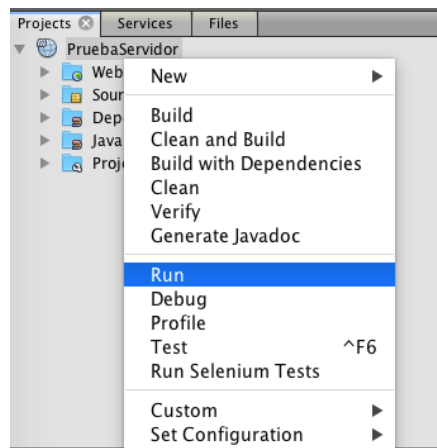 Projects Services Files
PruebaServidor
Web
New
Sour
Build
Dep
Clean and Build
Java
Build with Dependencies
Proj
Clean
Verify
Generate Javadoc
Run
Debug
Profile
Test ^F6
Run Selenium Tests
Custom
Set Configuration